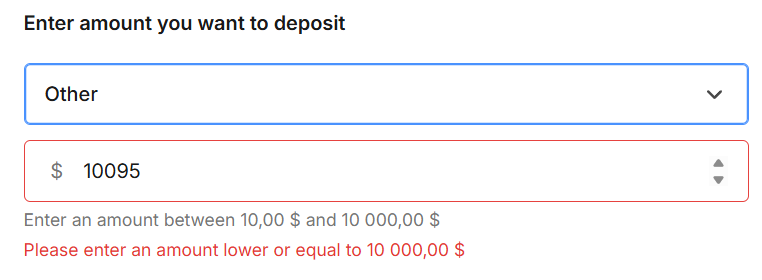 Enter amount you want to deposit
Other
$ 10095
Enter an amount between 10,00 $ and 10 000,00 $
Please enter an amount lower or equal to 10 000,00 $